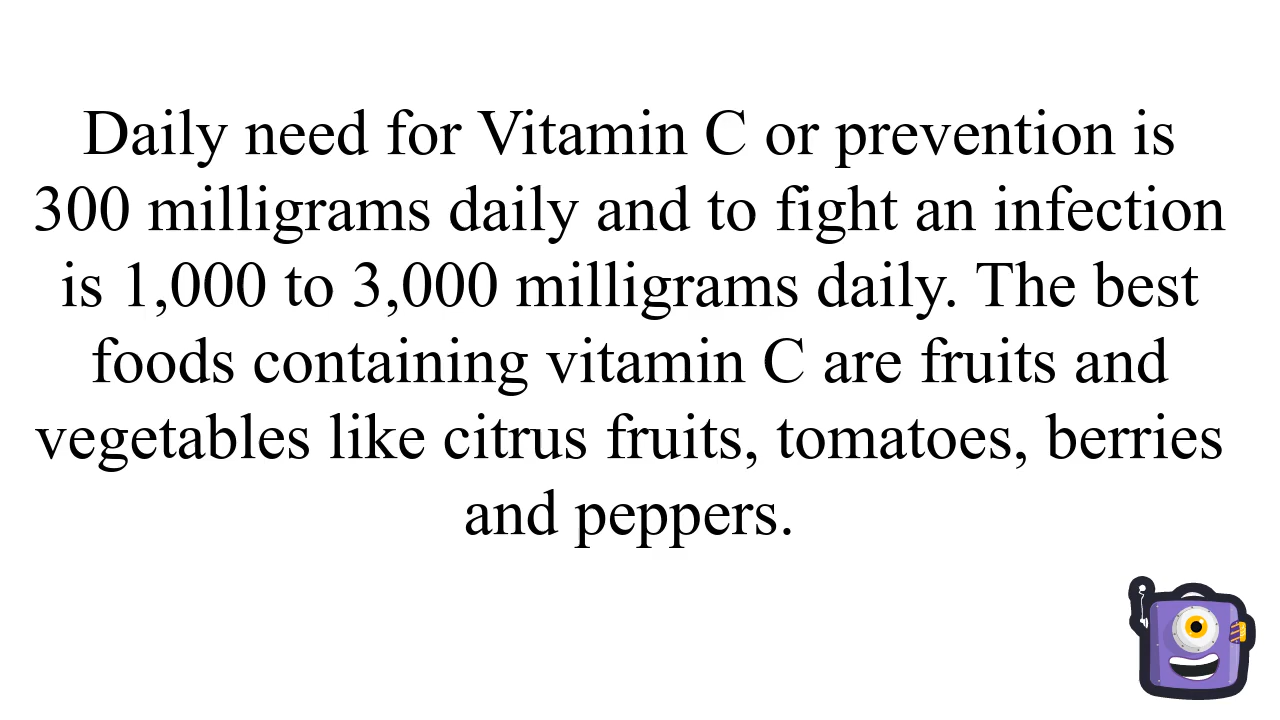 Daily need for Vitamin C or prevention is
300 milligrams daily and to fight an infection
is 1,000 to 3,000 milligrams daily. The best
foods containing vitamin C are fruits and
vegetables like citrus fruits, tomatoes, berries
and peppers.